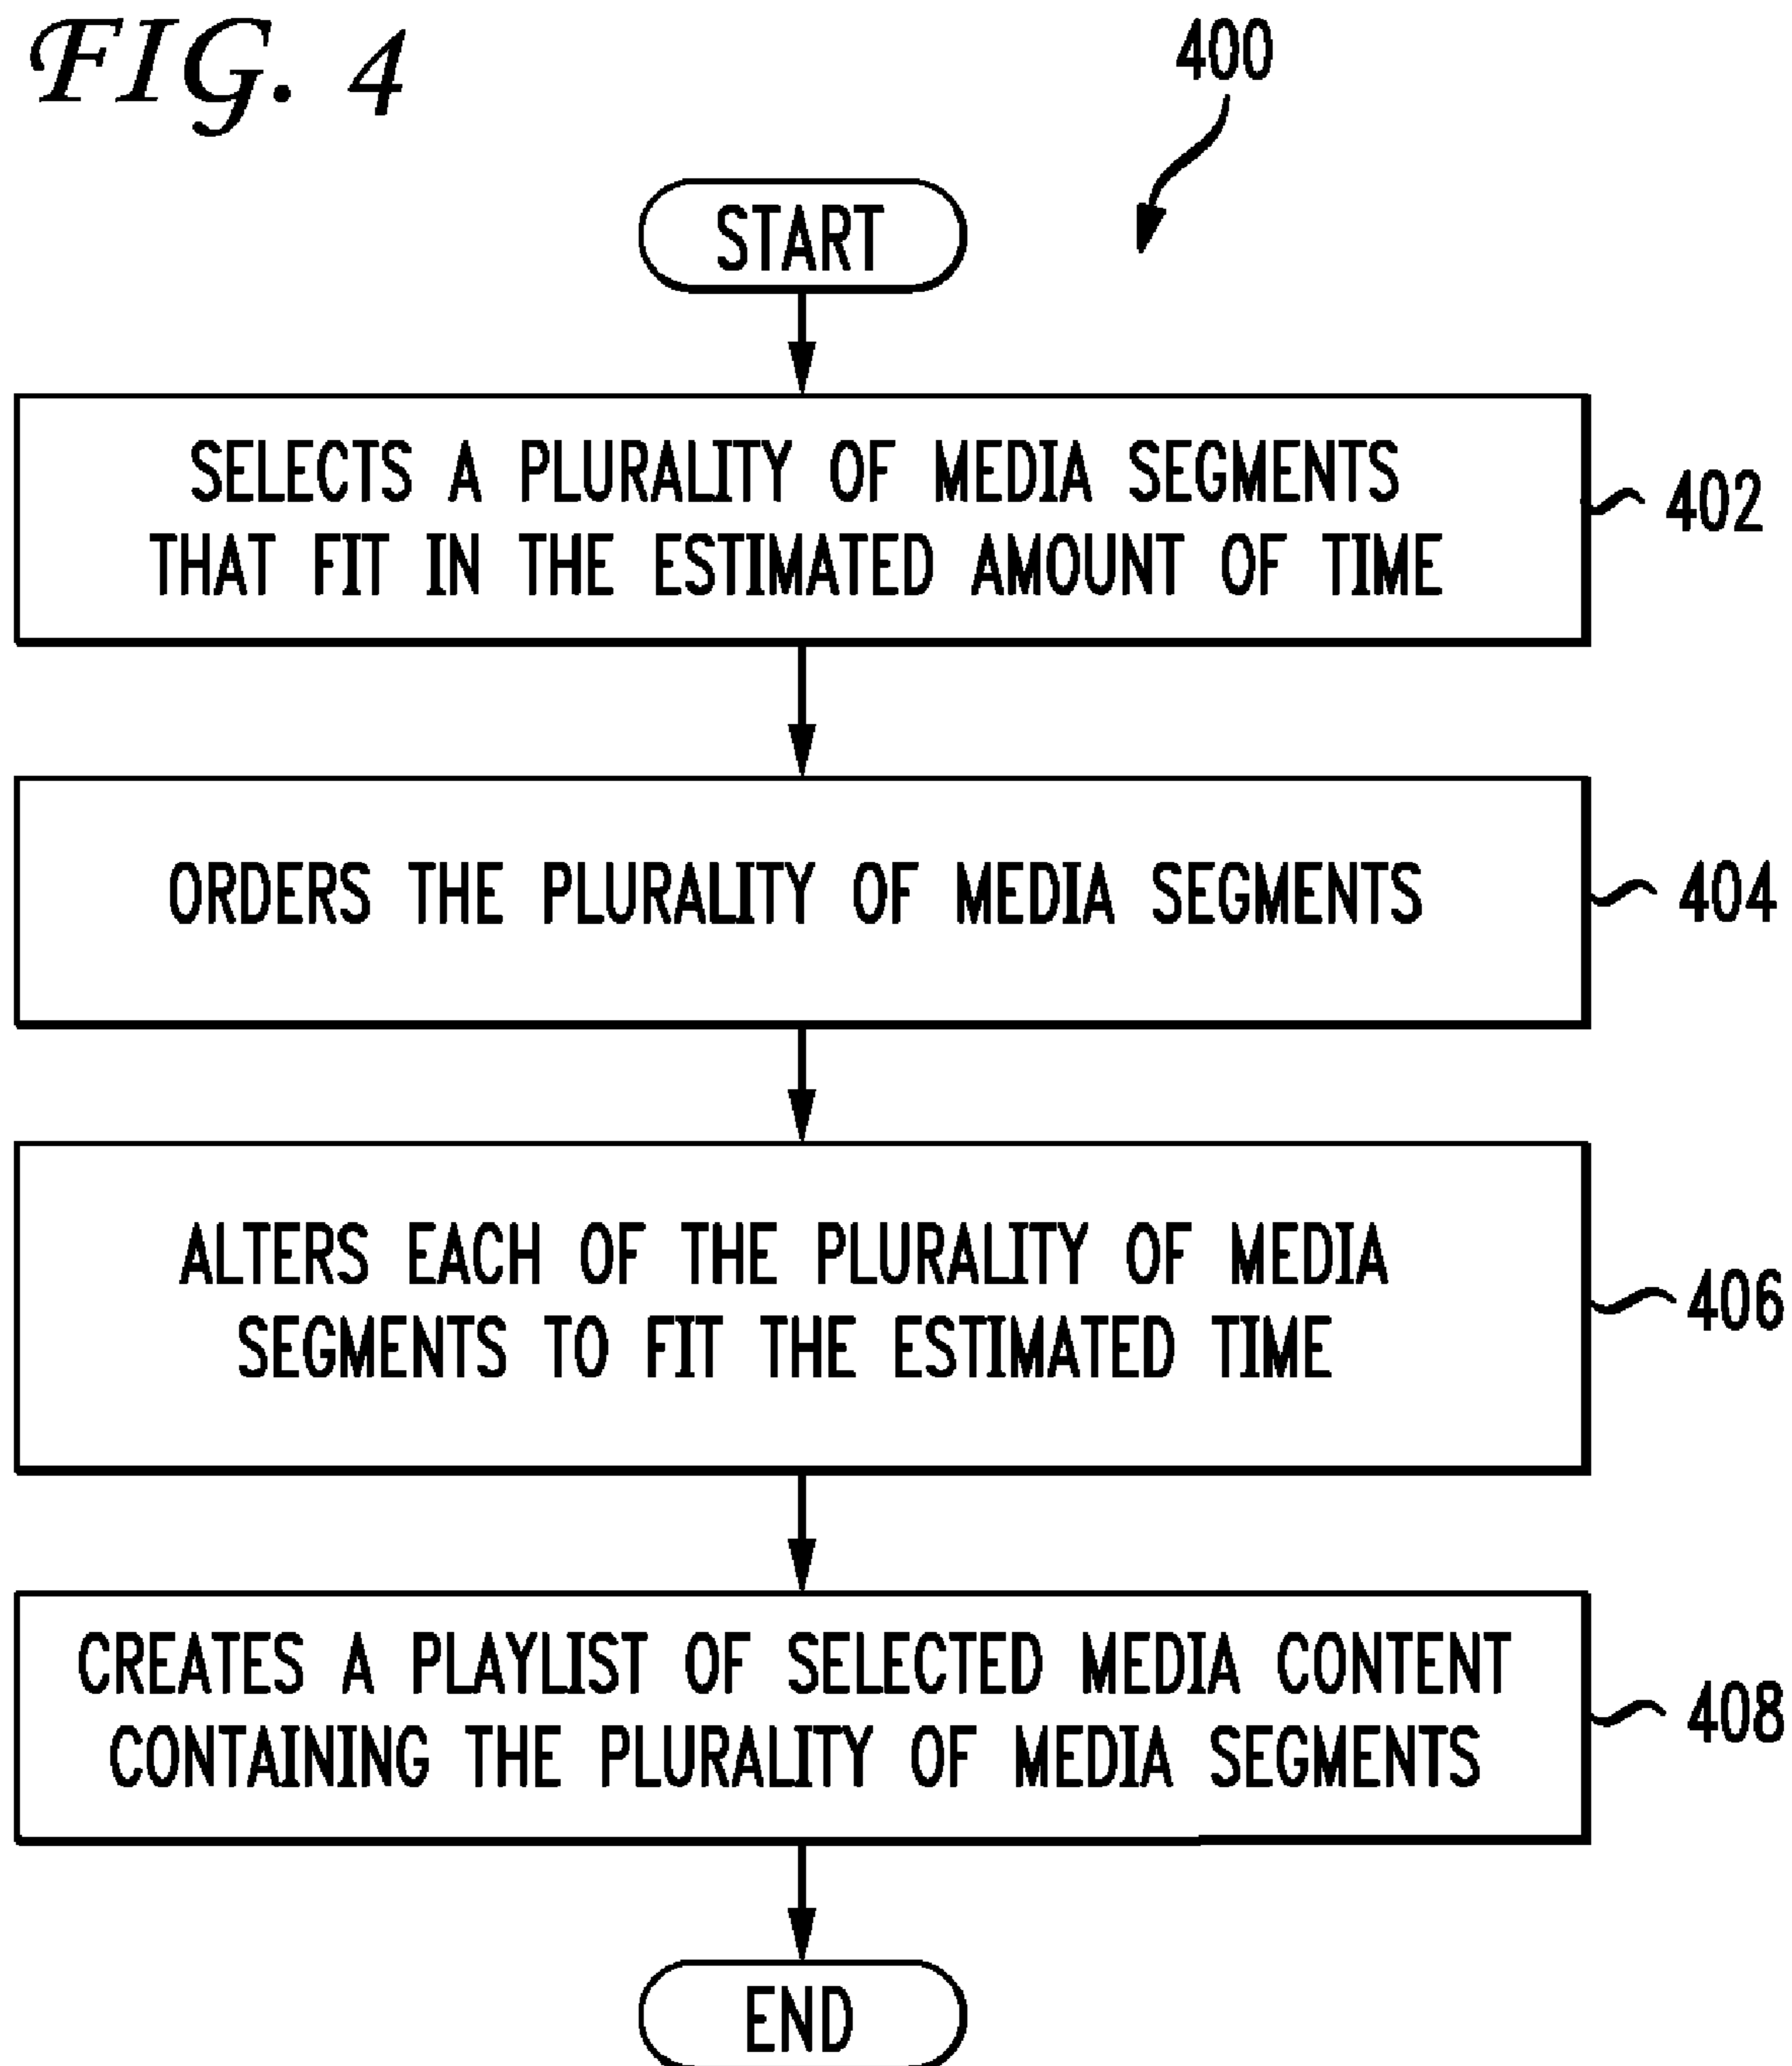 FIG. 4
400
START
SELECTS A PLURALITY OF MEDIA SEGMENTS
THAT FIT IN THE ESTIMATED AMOUNT OF TIME
402
ORDERS THE PLURALITY OF MEDIA SEGMENTS
404
ALTERS EACH OF THE PLURALITY OF MEDIA
SEGMENTS TO FIT THE ESTIMATED TIME
406
CREATES A PLAYLIST OF SELECTED MEDIA CONTENT
CONTAINING THE PLURALITY OF MEDIA SEGMENTS
408
END